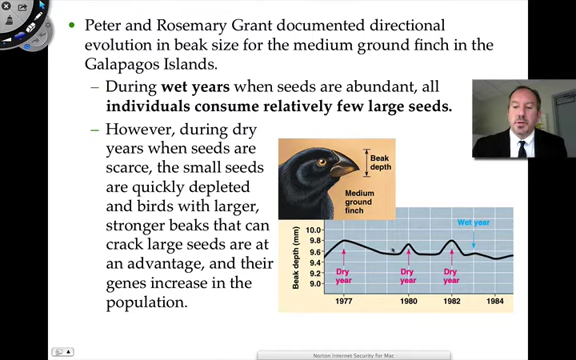 • Peter and Rosemary Grant documented directional
evolution in beak size for the medium ground finch in the
Galapagos Islands.
– During wet years when seeds are abundant, all
individuals consume relatively few large seeds.
– However, during dry
years when seeds are
scarce, the small seeds
are quickly depleted
and birds with larger,
stronger beaks that can
crack large seeds are at
an advantage, and their
genes increase in the
population.
Beak
depth
Medium
ground
finch
Wet year
Beak depth (mm)
10.0
9.8
9.6
9.4
9.2
9.0
Dry
year
Dry
year
Dry
year
1977
1980
1982
1984
Norton Internet Security for Mac